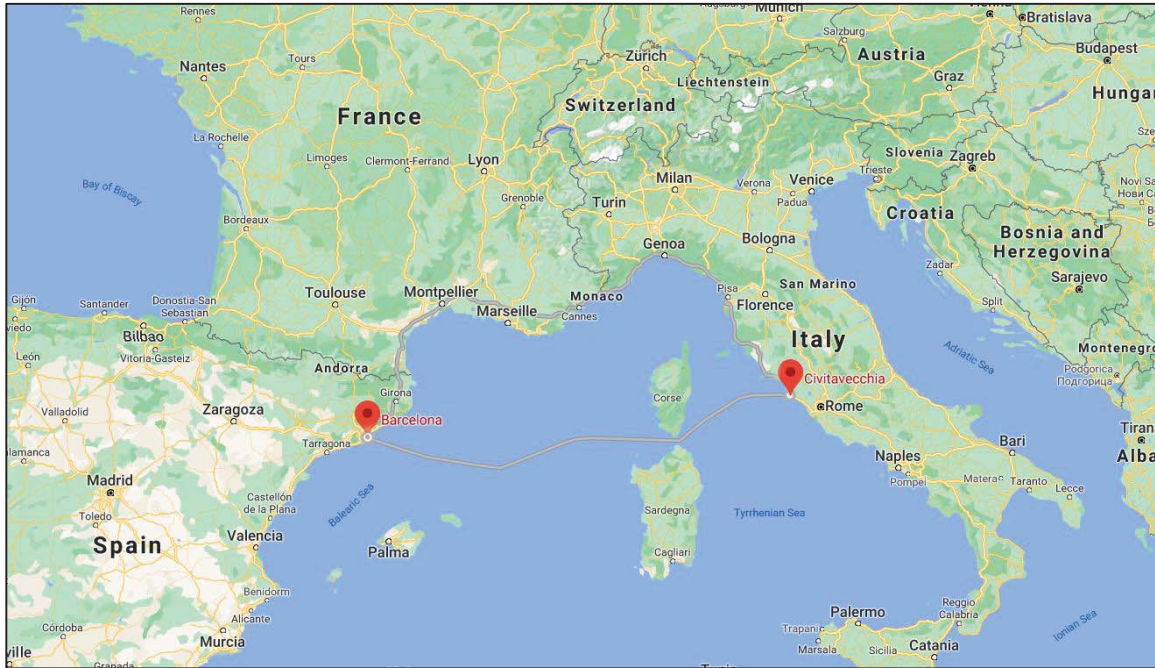 Rennes
Munich
Bratislava
Salzburg
Zürich
Austria
Budapest
Nantes
Tours
Liechtenstein
Graz
Switzerland
Hungar
France
La Rochelle
Slovenia
Zagreb
Limoges
Clermont-Ferrand
Lyon
Milan
Verona
Venice
Trieste
Bay of Biscay
Grenoble
Turin
Padua
Novi Sa
Нови Са
Croatia
Bordeaux
Genoa
Bologna
Bosnia and
Herzegovina
Zadar
Sarajevo
Gijón
Santander
Donostia-San
Sebastian
Toulouse
Montpellier
Monaco
Pisa
San Marino
Florence
Split
oviedo
Bilbao
Marseille
Cannes
León
Vitoria-Gasteiz
Italy
Adriatic Sea
Montenegro
Andorra
Podgorica
Подгорица
Girona
Civitavecchia
Valladolid
Zaragoza
Barcelona
Corse
Rome
Tirana
Tarragona
Bari
Alba
alamanca
Naples
Madrid
Pompei
Matera
Taranto
Lecce
Castellón
de la Plana
Balearic Sea
Sardegna
Tyrrhenian Sea
Toledo
Valencia
Spain
Palma
Cagliari
Benidorm
Alicante
Palermo
Reggio
Calabria
Ionian Sea
Córdoba
Murcia
Trapani
Marsala
Sicilia
Catania
ville
Granada